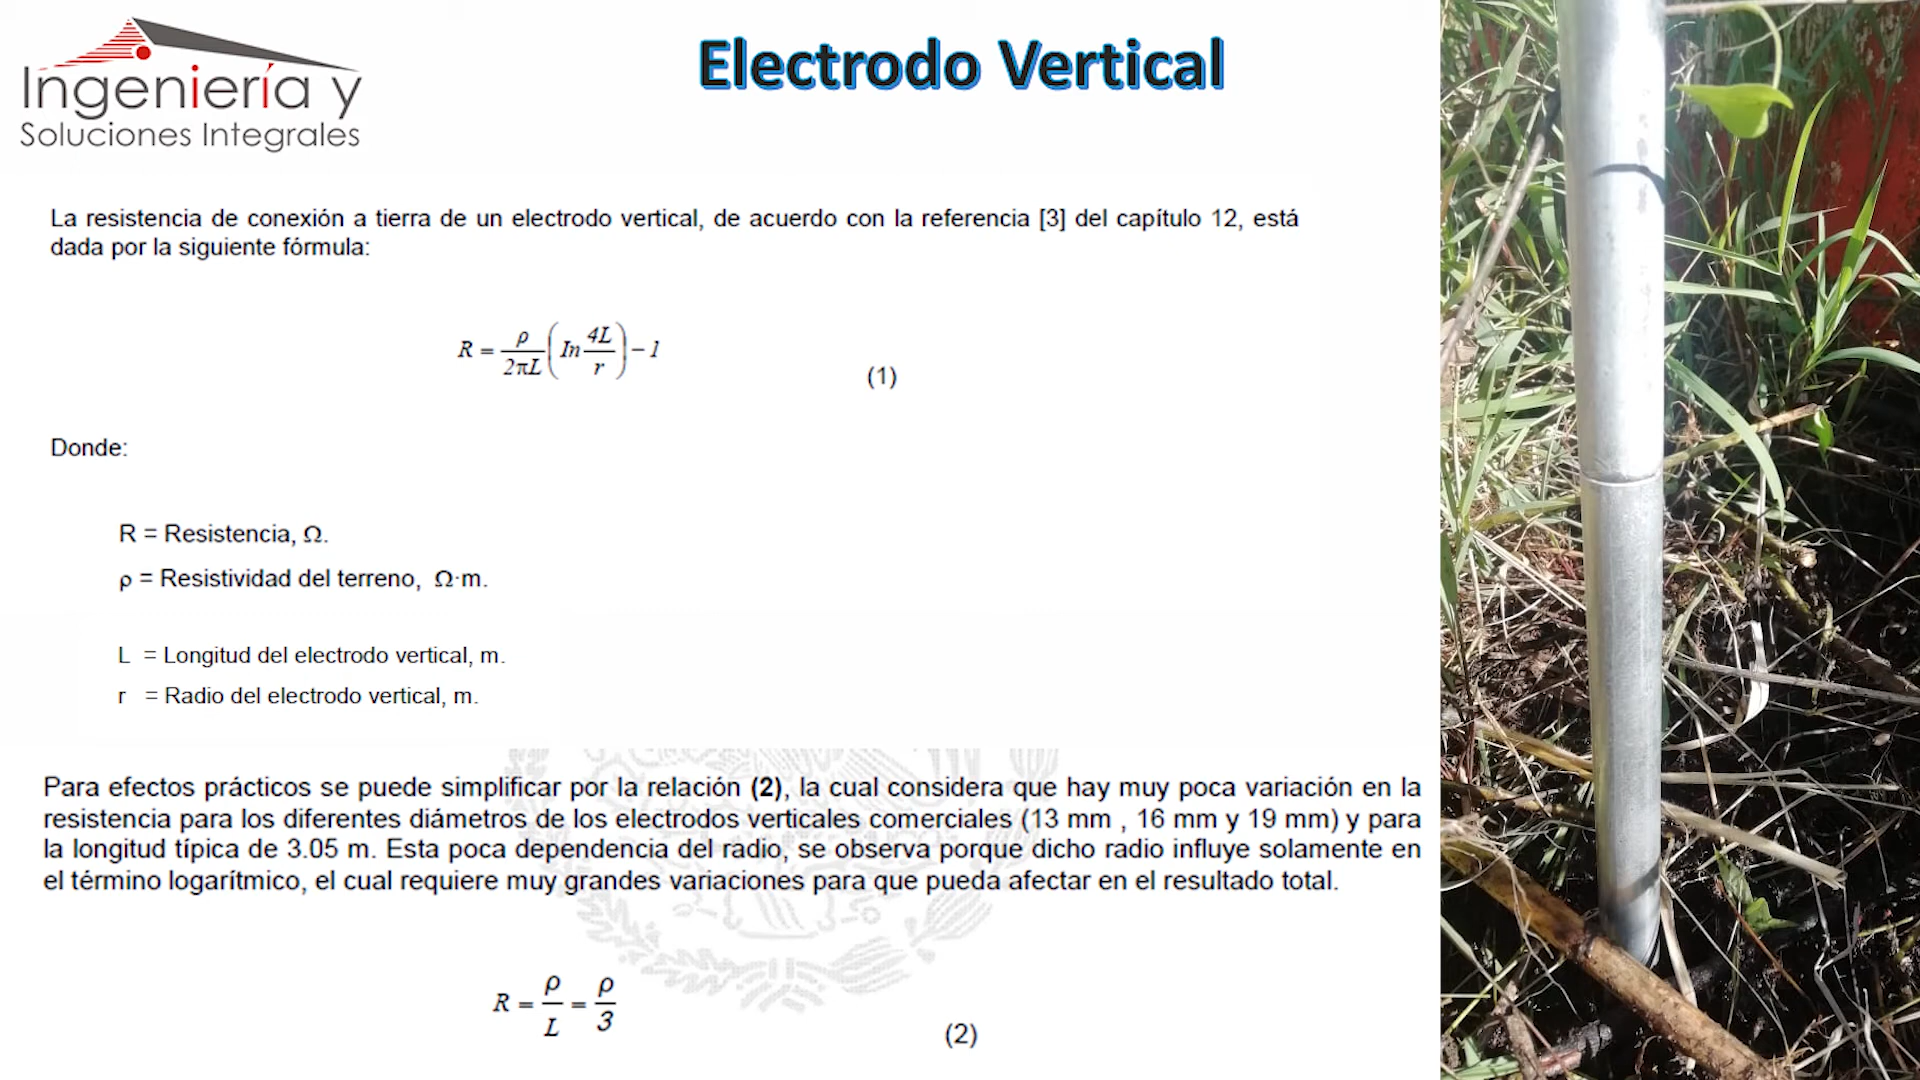 Ingeniería y
Soluciones Integrales
Electrodo Vertical
La resistencia de conexión a tierra de un electrodo vertical, de acuerdo con la referencia [3] del capítulo 12, está
dada por la siguiente fórmula:
R = ρ/2πL (In 4L/r) – 1
(1)
Donde:
R = Resistencia, Ω.
ρ = Resistividad del terreno, Ω·m.
L = Longitud del electrodo vertical, m.
r = Radio del electrodo vertical, m.
Para efectos prácticos se puede simplificar por la relación (2), la cual considera que hay muy poca variación en la
resistencia para los diferentes diámetros de los electrodos verticales comerciales (13 mm , 16 mm y 19 mm) y para
la longitud típica de 3.05 m. Esta poca dependencia del radio, se observa porque dicho radio influye solamente en
el término logarítmico, el cual requiere muy grandes variaciones para que pueda afectar en el resultado total.
R = ρ/L = ρ/3
(2)